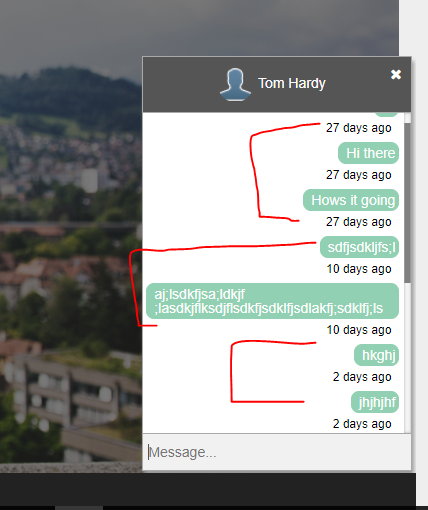 Tom Hardy
27 days ago
Hi there
27 days ago
Hows it going
27 days ago
sdfjsdkljfs;l
10 days ago
aj;lsdkfjsa;ldkjf
;lasdkjflksdjflsdkfjsdklfjsdlakfj;sdklfj;ls
10 days ago
hkghj
2 days ago
jhjhjhf
2 days ago
Message...